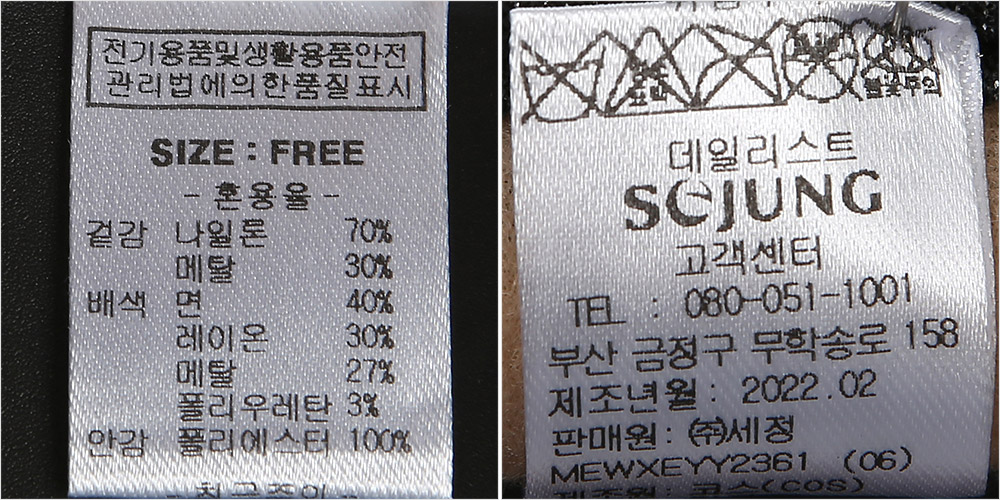 전기용품및생활용품안전
관리법에의한품질표시
SIZE : FREE
- 혼용율 -
겉감 나일론 70%
메탈 30%
배색 면 40%
레이온 30%
메탈 27%
폴리우레탄 3%
안감 폴리에스터 100%
데일리스트
SEJUNG
고객센터
TEL : 080-051-1001
부산 금정구 무학송로 158
제조년월 : 2022.02
판매원 : ㈜세정
MEWXEYY2361 (06)